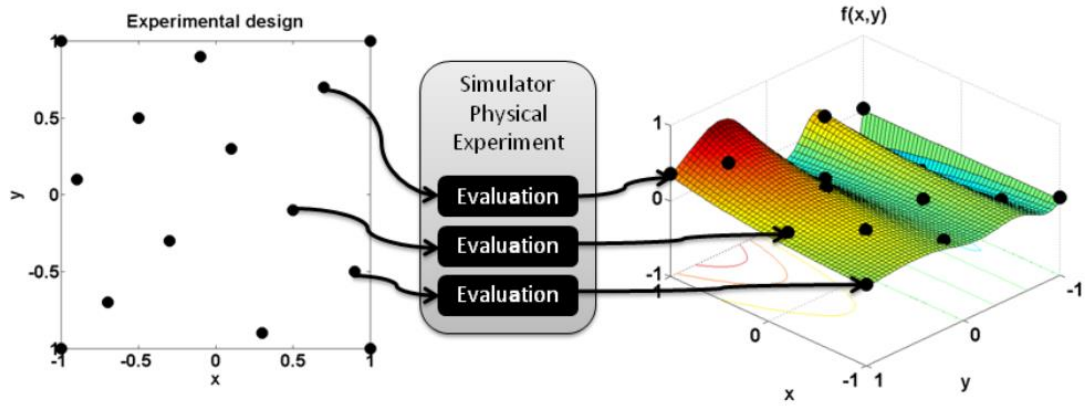 Experimental design
1
0.5
0
-0.5
1
-1 -0.5 0 0.5 1
x
y
Simulator
Physical
Experiment
Evaluation
Evaluation
Evaluation
f(x,y)
1
0
-1
1
0
-1
x
1
0
-1
y